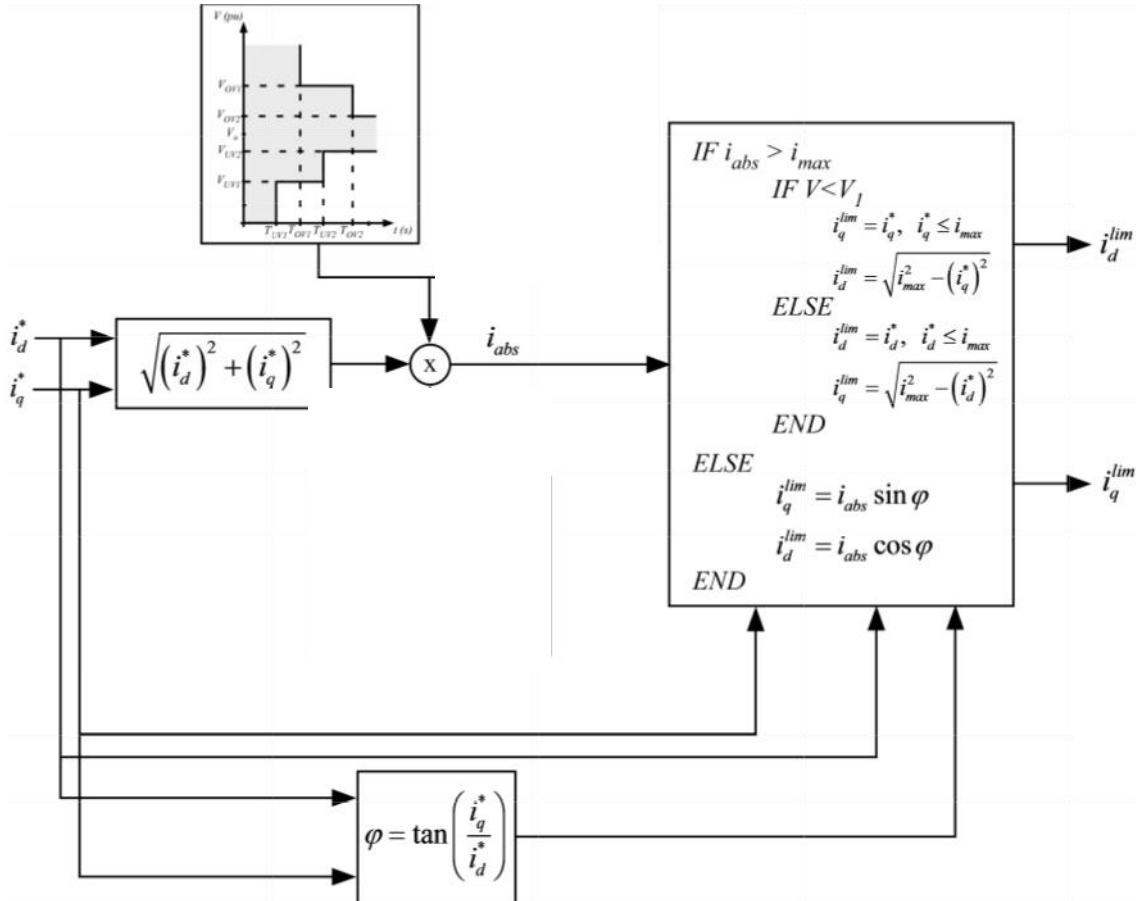 V (pu)
V_OV1
V_OV2
V_UV2
V_UV1
T_UV1 T_OV1 T_UV2 T_OV2 t (s)
i_d^*
i_q^*
√((i_d^*)^2 + (i_q^*)^2)
x
i_abs
IF i_abs > i_max
IF V<V_1
i_q^lim = i_q^*, i_q^* ≤ i_max
i_d^lim = √(i_max^2 − (i_q^*)^2)
ELSE
i_d^lim = i_d^*, i_d^* ≤ i_max
i_q^lim = √(i_max^2 − (i_d^*)^2)
END
ELSE
i_q^lim = i_abs sin φ
i_d^lim = i_abs cos φ
END
i_d^lim
i_q^lim
φ = tan(i_q^*/i_d^*)